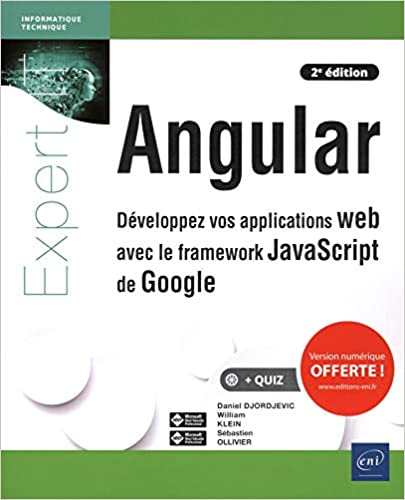 INFORMATIQUE
TECHNIQUE
Expert IT
2e édition
Angular
Développez vos applications web
avec le framework JavaScript
de Google
+ QUIZ
Version numérique
OFFERTE !
www.editions-eni.fr
Daniel DJORDJEVIC
William
KLEIN
Sébastien
OLLIVIER
eni